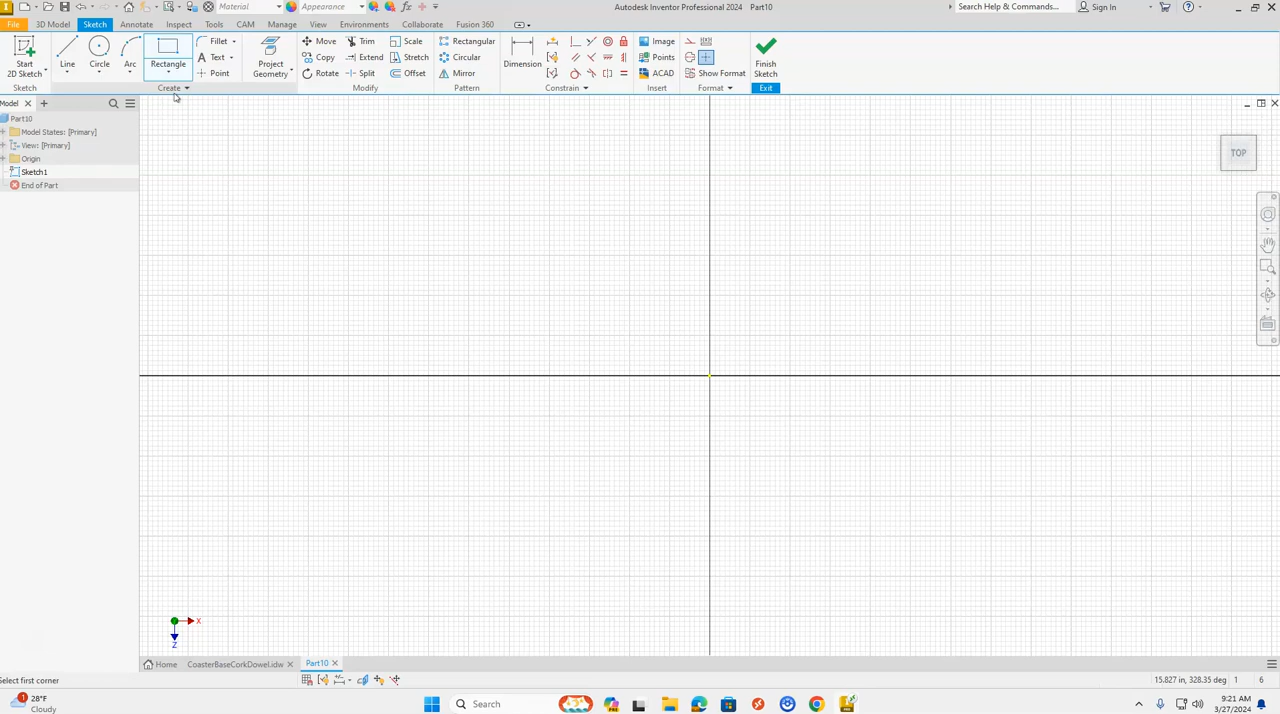 Material
Appearance
Autodesk Inventor Professional 2024   Part10
Search Help & Commands...
Sign In
File
3D Model
Sketch
Annotate
Inspect
Tools
CAM
Manage
View
Environments
Collaborate
Fusion 360
Start
2D Sketch
Line
Circle
Arc
Rectangle
Fillet
Text
Point
Project
Geometry
Move
Copy
Rotate
Trim
Extend
Split
Scale
Stretch
Offset
Rectangular
Circular
Mirror
Dimension
Image
Points
ACAD
Show Format
Finish
Sketch
Sketch
Create
Modify
Pattern
Constrain
Insert
Format
Exit
Model
Part10
Model States: [Primary]
View: [Primary]
Origin
Sketch1
End of Part
TOP
X
Z
Home
CoasterBaseCorkDowel.idw
Part10
Select first corner
15.827 in, 328.35 deg
1
6
1
28°F
Cloudy
Search
9:21 AM
3/27/2024